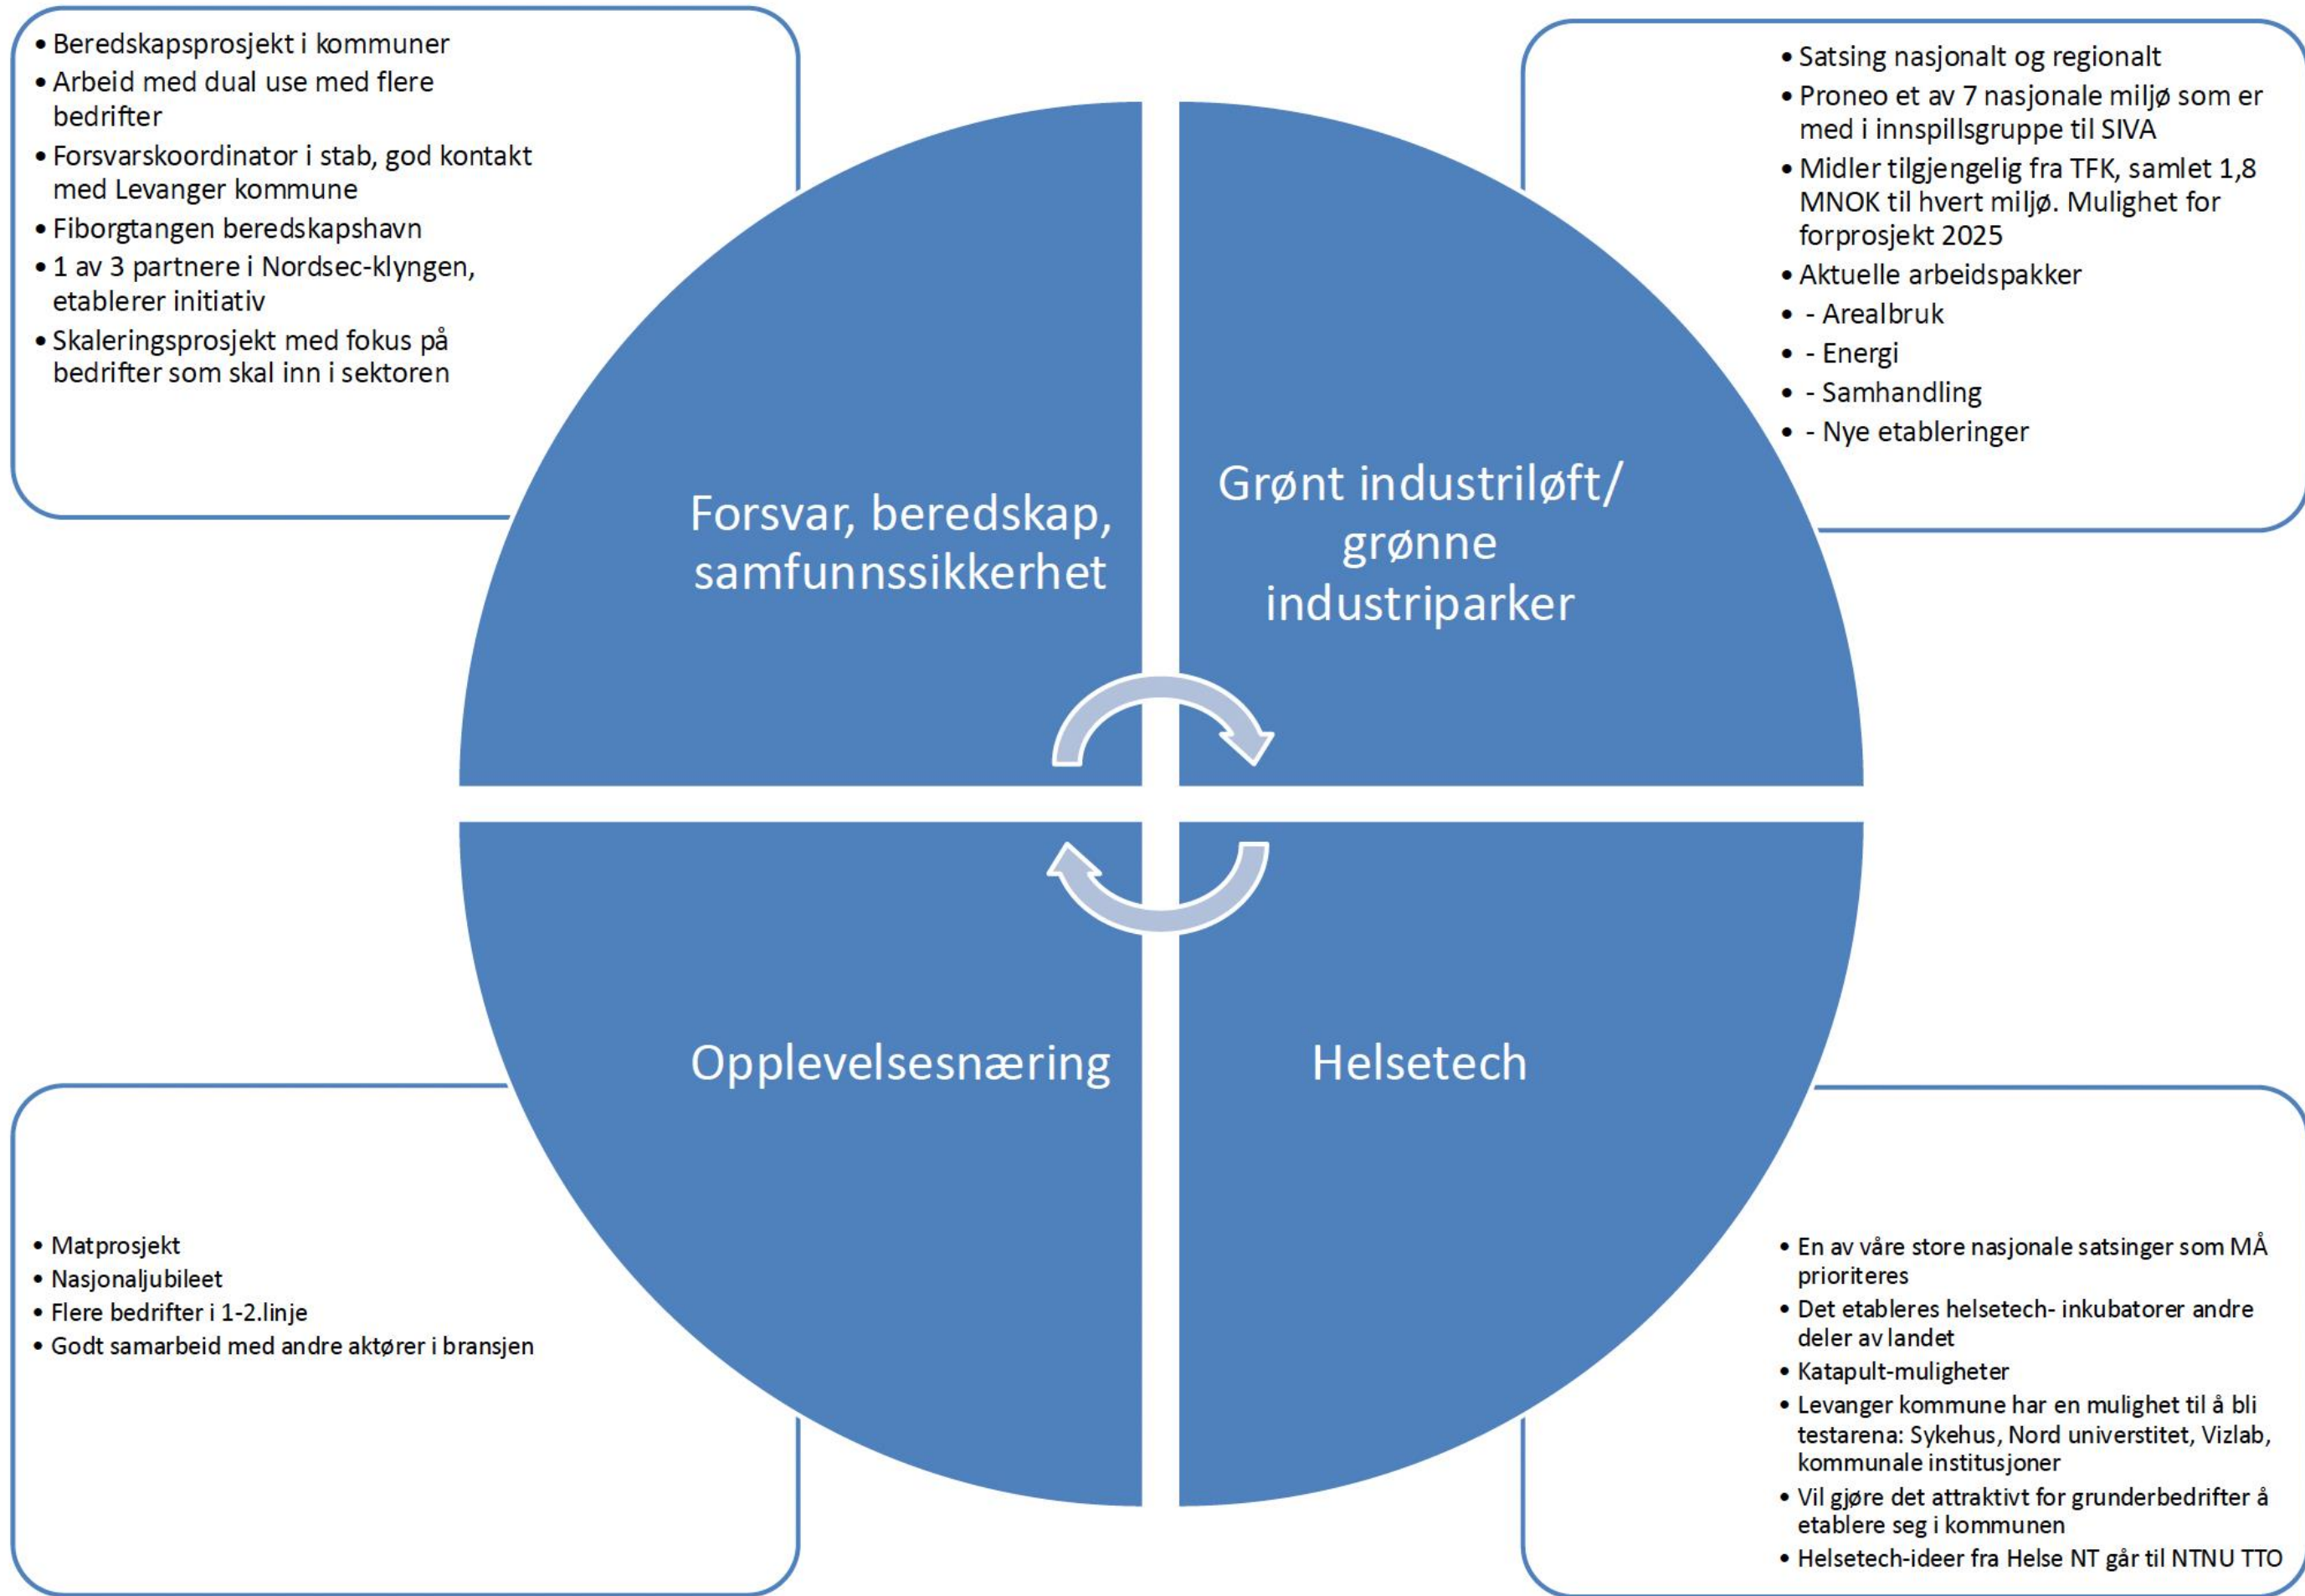 • Beredskapsprosjekt i kommuner
• Arbeid med dual use med flere
bedrifter
• Forsvarskoordinator i stab, god kontakt
med Levanger kommune
• Fiborgtangen beredskapshavn
• 1 av 3 partnere i Nordsec-klyngen,
etablerer initiativ
• Skaleringsprosjekt med fokus på
bedrifter som skal inn i sektoren
• Satsing nasjonalt og regionalt
• Proneo et av 7 nasjonale miljø som er
med i innspillsgruppe til SIVA
• Midler tilgjengelig fra TFK, samlet 1,8
MNOK til hvert miljø. Mulighet for
forprosjekt 2025
• Aktuelle arbeidspakker
• - Arealbruk
• - Energi
• - Samhandling
• - Nye etableringer
Forsvar, beredskap,
samfunnssikkerhet
Grønt industriløft/
grønne
industriparker
Opplevelsesnæring
Helsetech
• Matprosjekt
• Nasjonaljubileet
• Flere bedrifter i 1-2.linje
• Godt samarbeid med andre aktører i bransjen
• En av våre store nasjonale satsinger som MÅ
prioriteres
• Det etableres helsetech- inkubatorer andre
deler av landet
• Katapult-muligheter
• Levanger kommune har en mulighet til å bli
testarena: Sykehus, Nord universtitet, Vizlab,
kommunale institusjoner
• Vil gjøre det attraktivt for grunderbedrifter å
etablere seg i kommunen
• Helsetech-ideer fra Helse NT går til NTNU TTO